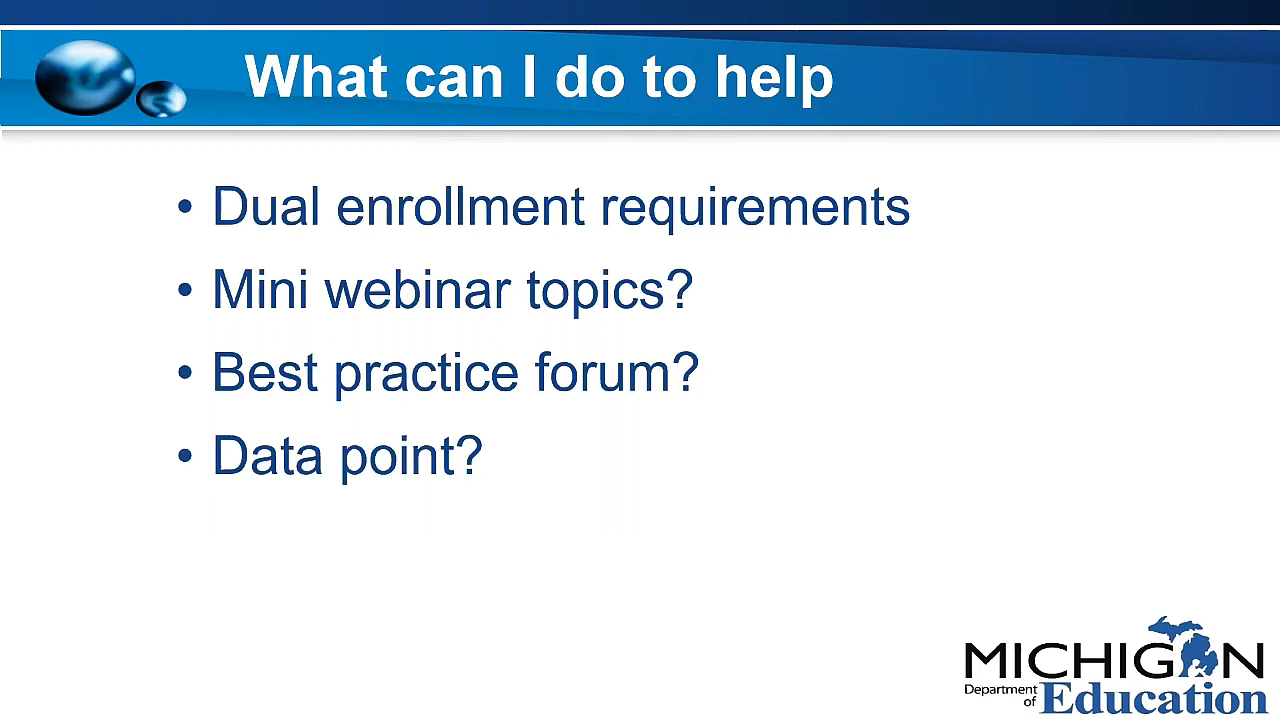 What can I do to help
• Dual enrollment requirements
• Mini webinar topics?
• Best practice forum?
• Data point?
MICHIGAN
Department of Education